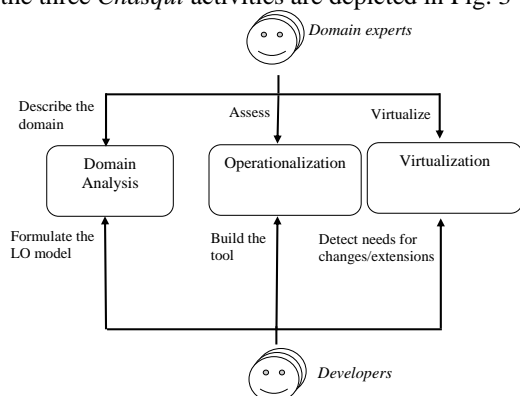 the three Chasqui activities are depicted in Fig. 3
Domain experts
Describe the
domain
Assess
Virtualize
Domain
Analysis
Operationalization
Virtualization
Formulate the
LO model
Build the
tool
Detect needs for
changes/extensions
Developers